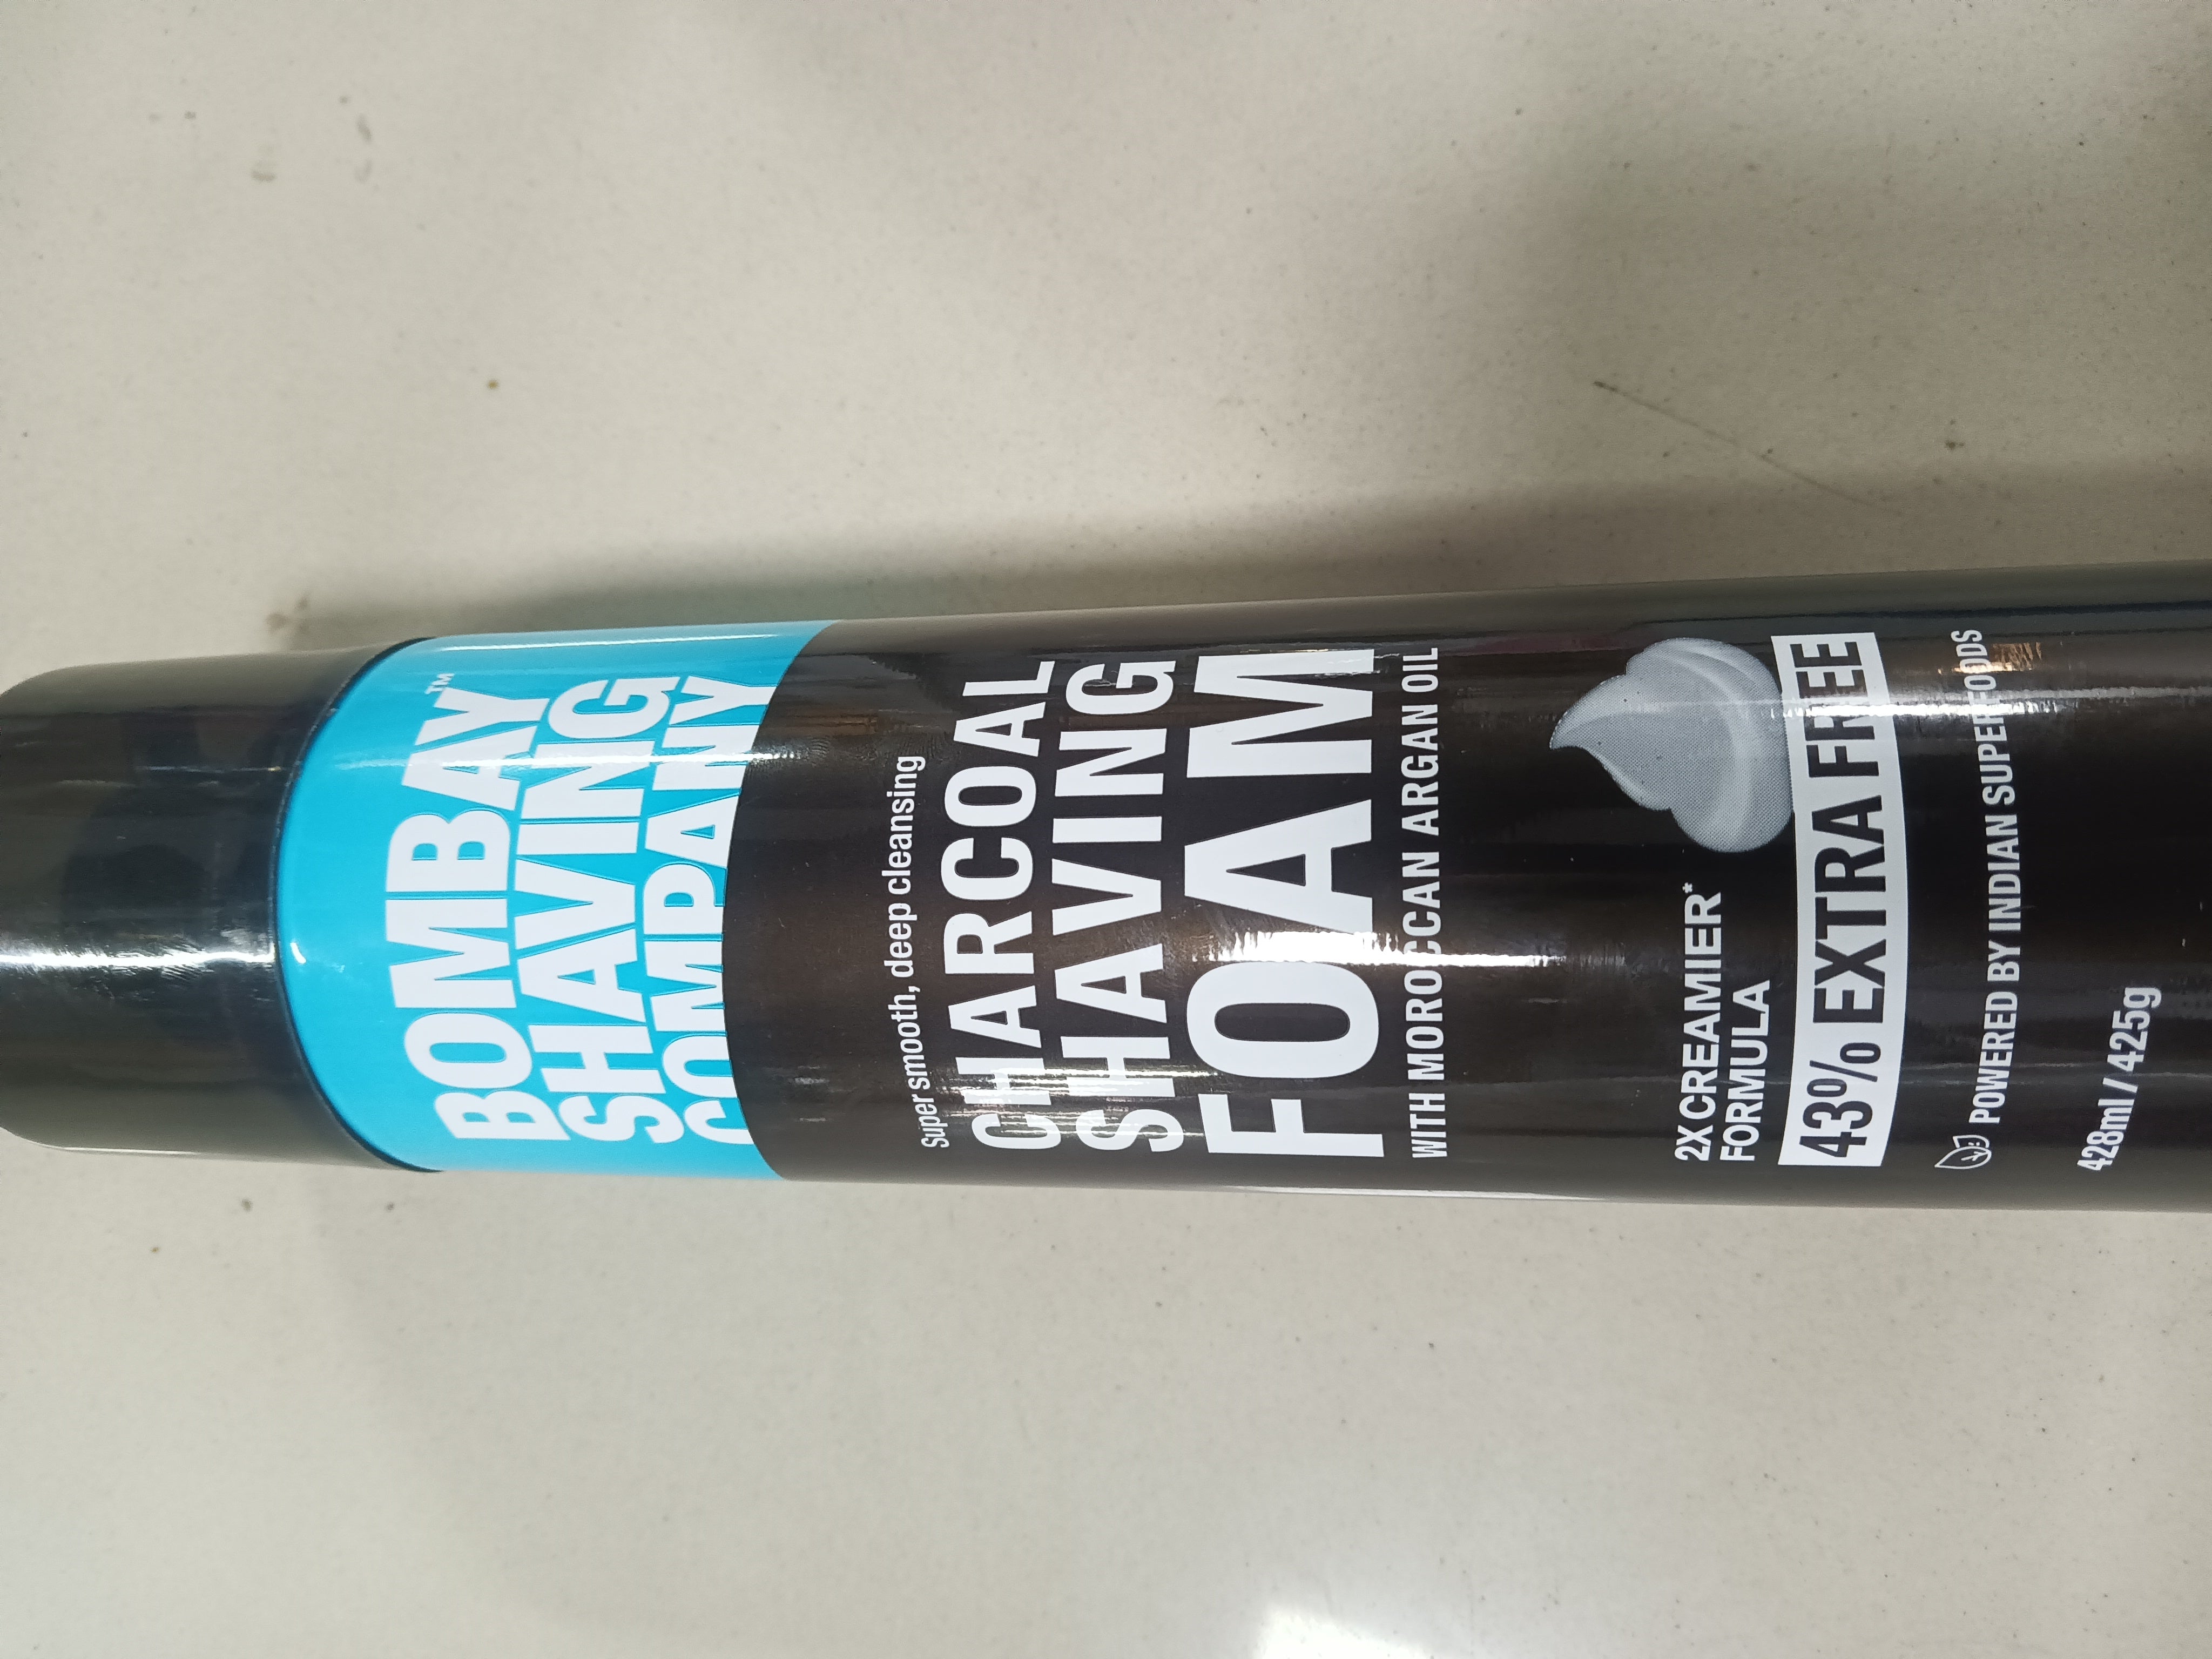 BOMBAY™
SHAVING
COMPANY
Super smooth, deep cleansing
CHARCOAL
SHAVING
FOAM
WITH MOROCCAN ARGAN OIL
2X CREAMIER*
FORMULA
43% EXTRA FREE
POWERED BY INDIAN SUPERFOODS
428ml / 425g